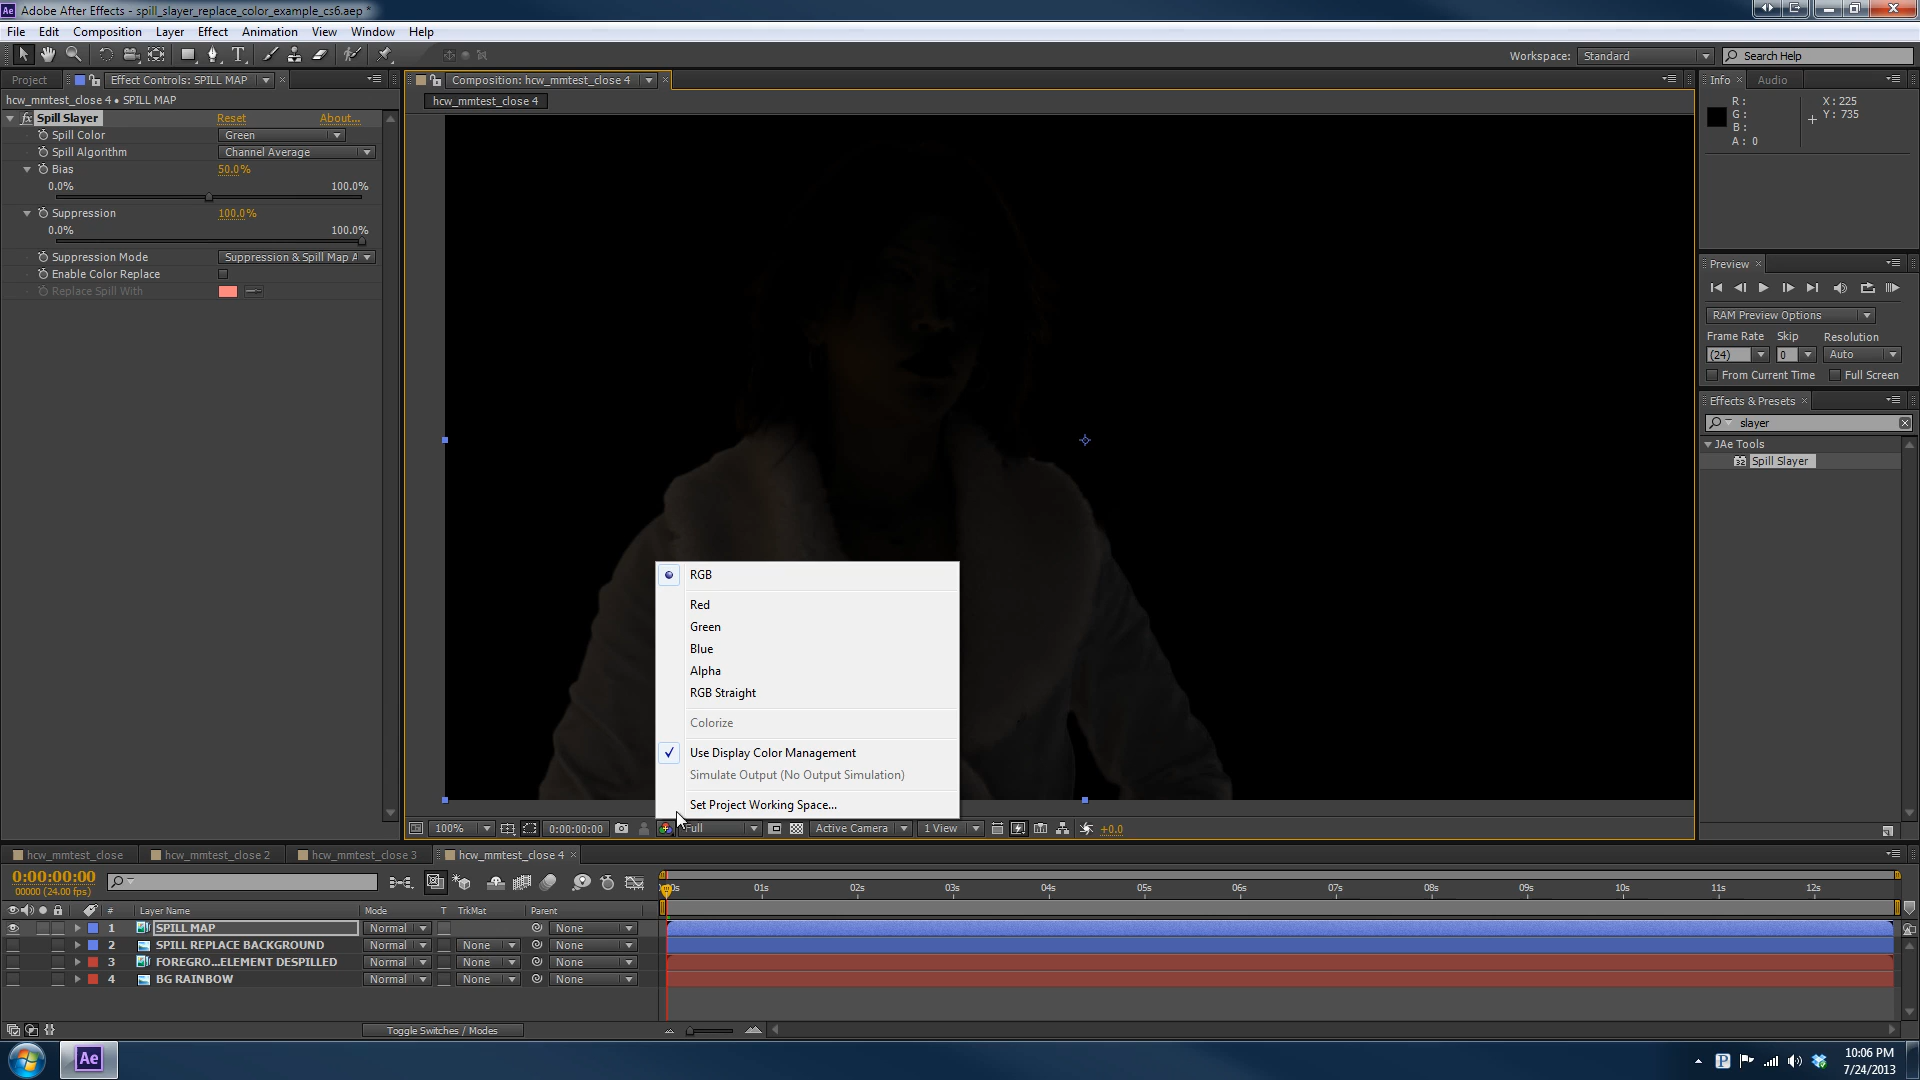 Adobe After Effects - spill_slayer_replace_color_example_cs6.aep *
File Edit Composition Layer Effect Animation View Window Help
Workspace: Standard Search Help
Project Effect Controls: SPILL MAP
Composition: hcw_mmtest_close 4
Info Audio
hcw_mmtest_close 4 • SPILL MAP
hcw_mmtest_close 4
fx Spill Slayer Reset About...
Spill Color Green
Spill Algorithm Channel Average
Bias 50.0%
0.0% 100.0%
Suppression 100.0%
0.0% 100.0%
Suppression Mode Suppression & Spill Map A
Enable Color Replace
Replace Spill With
R:
G:
B:
A: 0
X: 225
Y: 735
Preview
RAM Preview Options
Frame Rate Skip Resolution
(24) 0 Auto
From Current Time Full Screen
Effects & Presets
slayer
JAe Tools
32 Spill Slayer
RGB
Red
Green
Blue
Alpha
RGB Straight
Colorize
Use Display Color Management
Simulate Output (No Output Simulation)
Set Project Working Space...
100% 0:00:00:00 Full Active Camera 1 View +0.0
hcw_mmtest_close hcw_mmtest_close 2 hcw_mmtest_close 3 hcw_mmtest_close 4
0:00:00:00
00000 (24.00 fps)
01s 02s 03s 04s 05s 06s 07s 08s 09s 10s 11s 12s
# Layer Name Mode T TrkMat Parent
1 SPILL MAP Normal None
2 SPILL REPLACE BACKGROUND Normal None None
3 FOREGRO...ELEMENT DESPILLED Normal None None
4 BG RAINBOW Normal None None
Toggle Switches / Modes
Ae
10:06 PM
7/24/2013